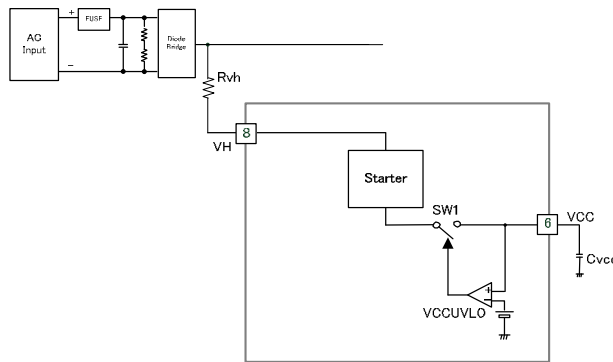 AC
Input
+
−
FUSE
Diode
Bridge
Rvh
8
VH
Starter
SW1
6
VCC
Cvcc
+
−
VCCUVLO